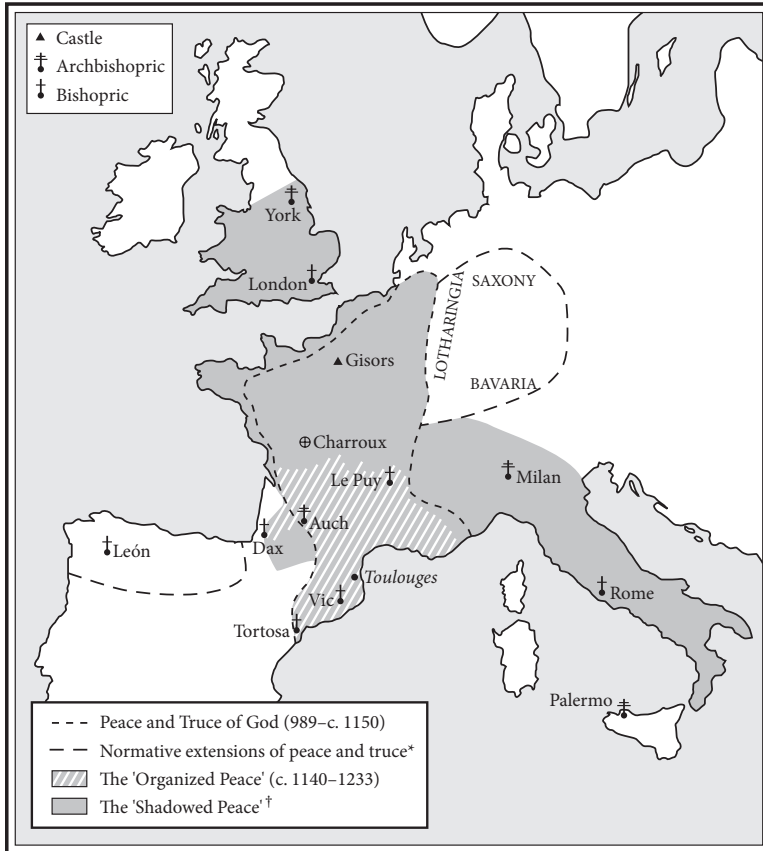 Castle
Archbishopric
Bishopric
York
London
SAXONY
LOTHARINGIA
Gisors
BAVARIA
Charroux
Le Puy
Milan
Auch
León
Dax
Toulouges
Vic
Rome
Tortosa
Palermo
Peace and Truce of God (989–c. 1150)
Normative extensions of peace and truce*
The 'Organized Peace' (c. 1140–1233)
The 'Shadowed Peace' †